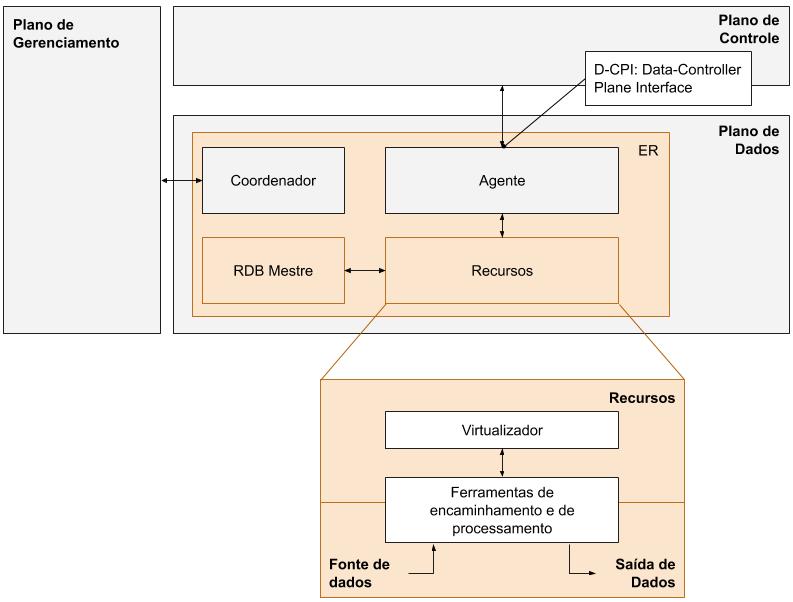 Plano de
Gerenciamento
Plano de
Controle
D-CPI: Data-Controller
Plane Interface
Plano de
Dados
ER
Coordenador
Agente
RDB Mestre
Recursos
Recursos
Virtualizador
Ferramentas de
encaminhamento e de
processamento
Fonte de
dados
Saída de
Dados